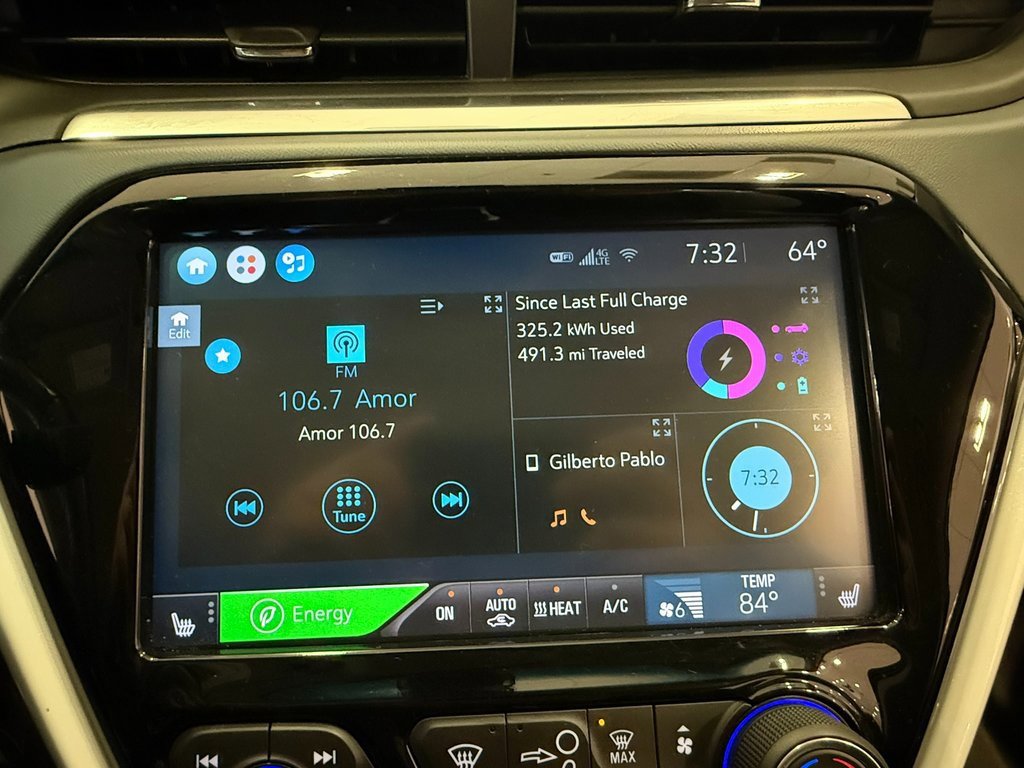 WiFi 4G LTE 7:32 64°
Edit
FM
106.7 Amor
Amor 106.7
Tune
Since Last Full Charge
325.2 kWh Used
491.3 mi Traveled
Gilberto Pablo
7:32
Energy
ON
AUTO
HEAT
A/C
6
TEMP
84°
MAX